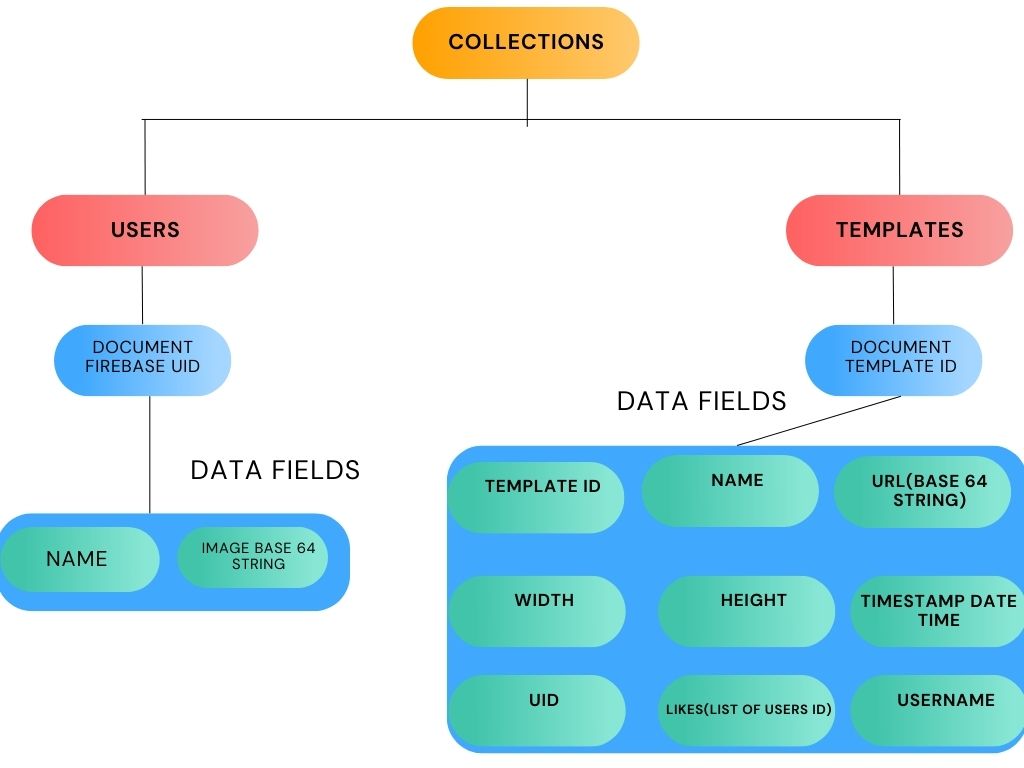 COLLECTIONS
USERS
TEMPLATES
DOCUMENT
FIREBASE UID
DOCUMENT
TEMPLATE ID
DATA FIELDS
DATA FIELDS
NAME
IMAGE BASE 64
STRING
TEMPLATE ID
NAME
URL(BASE 64
STRING)
WIDTH
HEIGHT
TIMESTAMP DATE
TIME
UID
LIKES(LIST OF USERS ID)
USERNAME